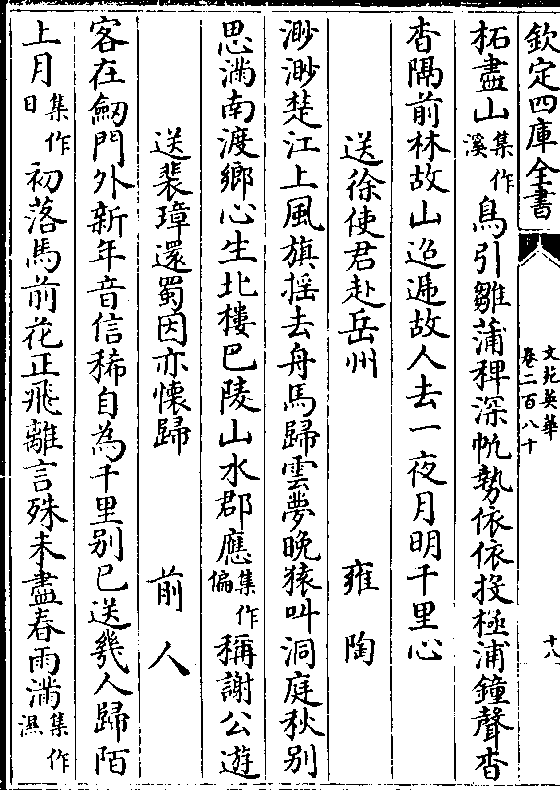 欽定四庫全書
文苑英華
卷二百八十
十八
柘盡山集作溪鳥引雛蒲稗深帆勢依依投極浦鐘聲杳
杳隔前林故山迢遞故人去一夜月明千里心
送徐使君赴岳州 雍陶
渺渺楚江上風旗揺去舟馬歸雲夢晚猿叫洞庭秋别
思滿南渡鄉心生北樓巴陵山水郡應集作偏稱謝公遊
送裴璋還蜀因亦懷歸 前人
客在劒門外新年音信稀自為千里别已送幾人歸陌
上月集作日初落馬前花正飛離言殊未盡春雨滿集作濕